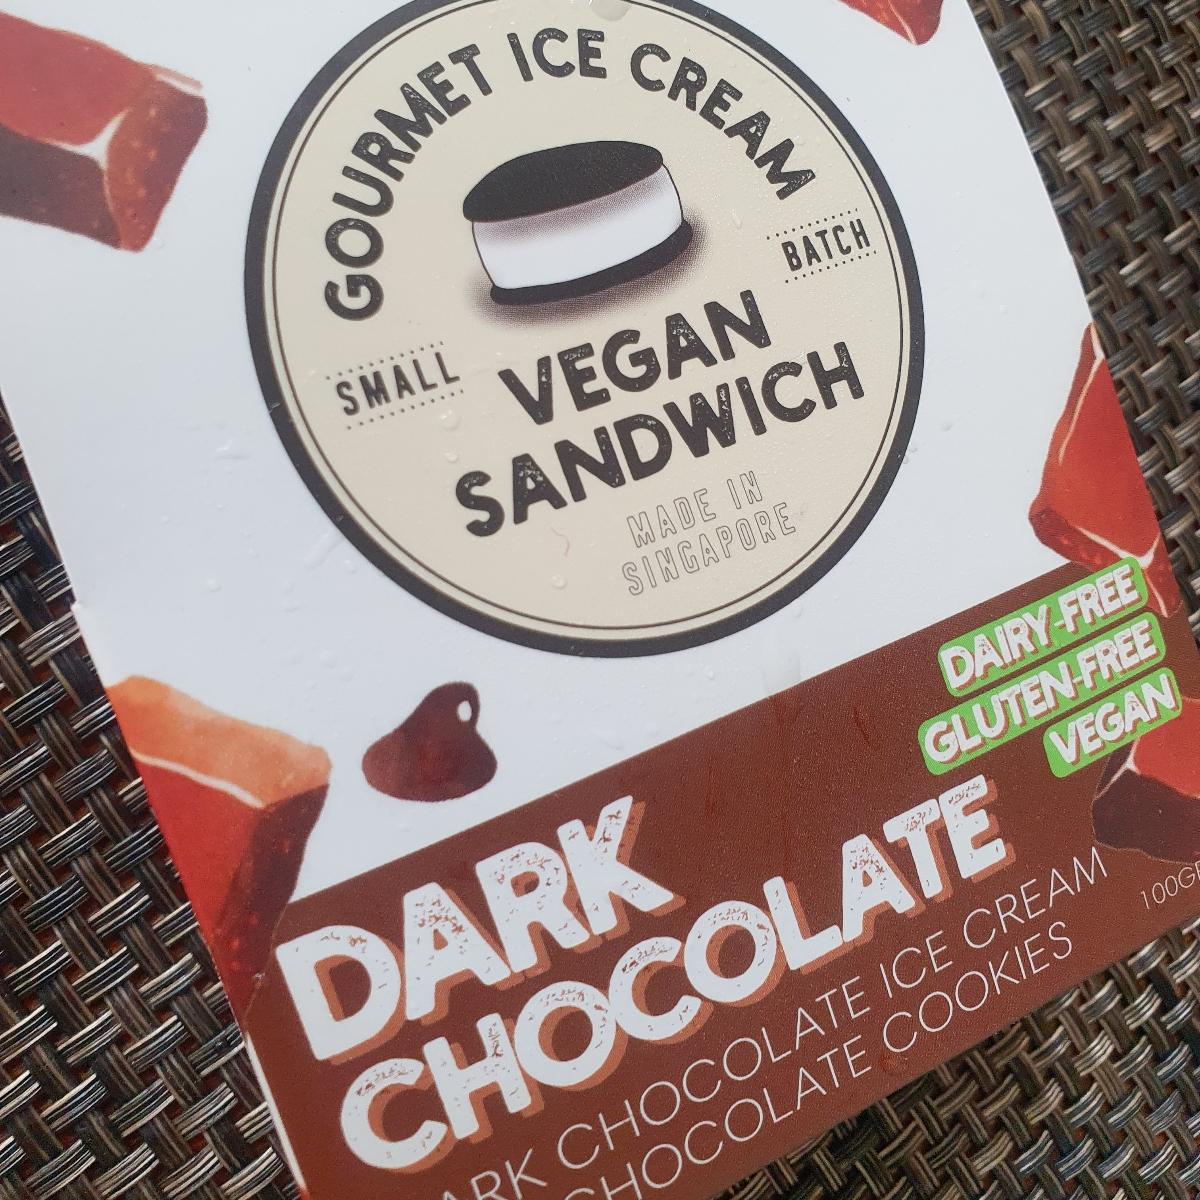 GOURMET ICE CREAM
SMALL
BATCH
VEGAN
SANDWICH
MADE IN
SINGAPORE
DAIRY-FREE
GLUTEN-FREE
VEGAN
DARK
CHOCOLATE
CHOCOLATE ICE CREAM
CHOCOLATE COOKIES